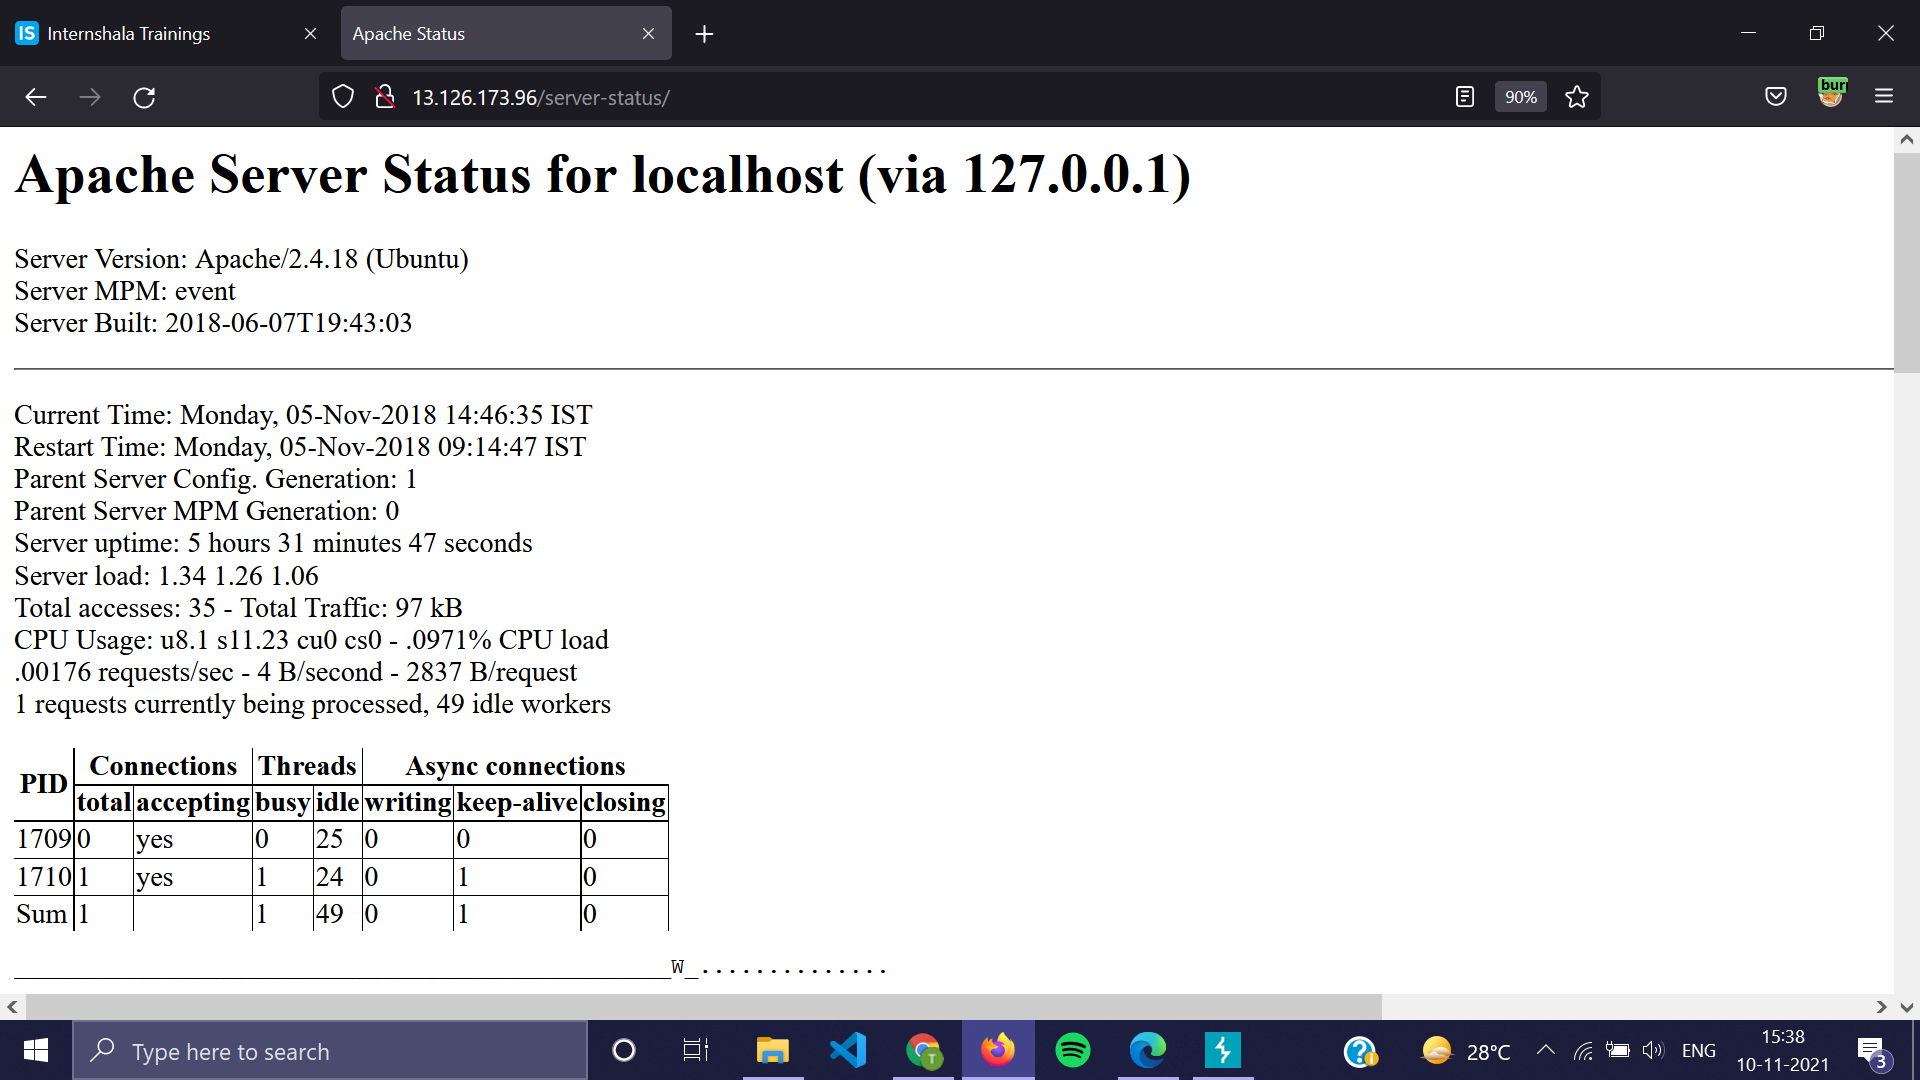 IS Internshala Trainings
Apache Status
13.126.173.96/server-status/
90%
bur
Apache Server Status for localhost (via 127.0.0.1)
Server Version: Apache/2.4.18 (Ubuntu)
Server MPM: event
Server Built: 2018-06-07T19:43:03
Current Time: Monday, 05-Nov-2018 14:46:35 IST
Restart Time: Monday, 05-Nov-2018 09:14:47 IST
Parent Server Config. Generation: 1
Parent Server MPM Generation: 0
Server uptime: 5 hours 31 minutes 47 seconds
Server load: 1.34 1.26 1.06
Total accesses: 35 - Total Traffic: 97 kB
CPU Usage: u8.1 s11.23 cu0 cs0 - .0971% CPU load
.00176 requests/sec - 4 B/second - 2837 B/request
1 requests currently being processed, 49 idle workers
PID Connections Threads Async connections
total accepting busy idle writing keep-alive closing
1709 0 yes 0 25 0 0 0
1710 1 yes 1 24 0 1 0
Sum 1 1 49 0 1 0
_________________________________________________W_..............
Type here to search
T
28°C
ENG
15:38
10-11-2021
3